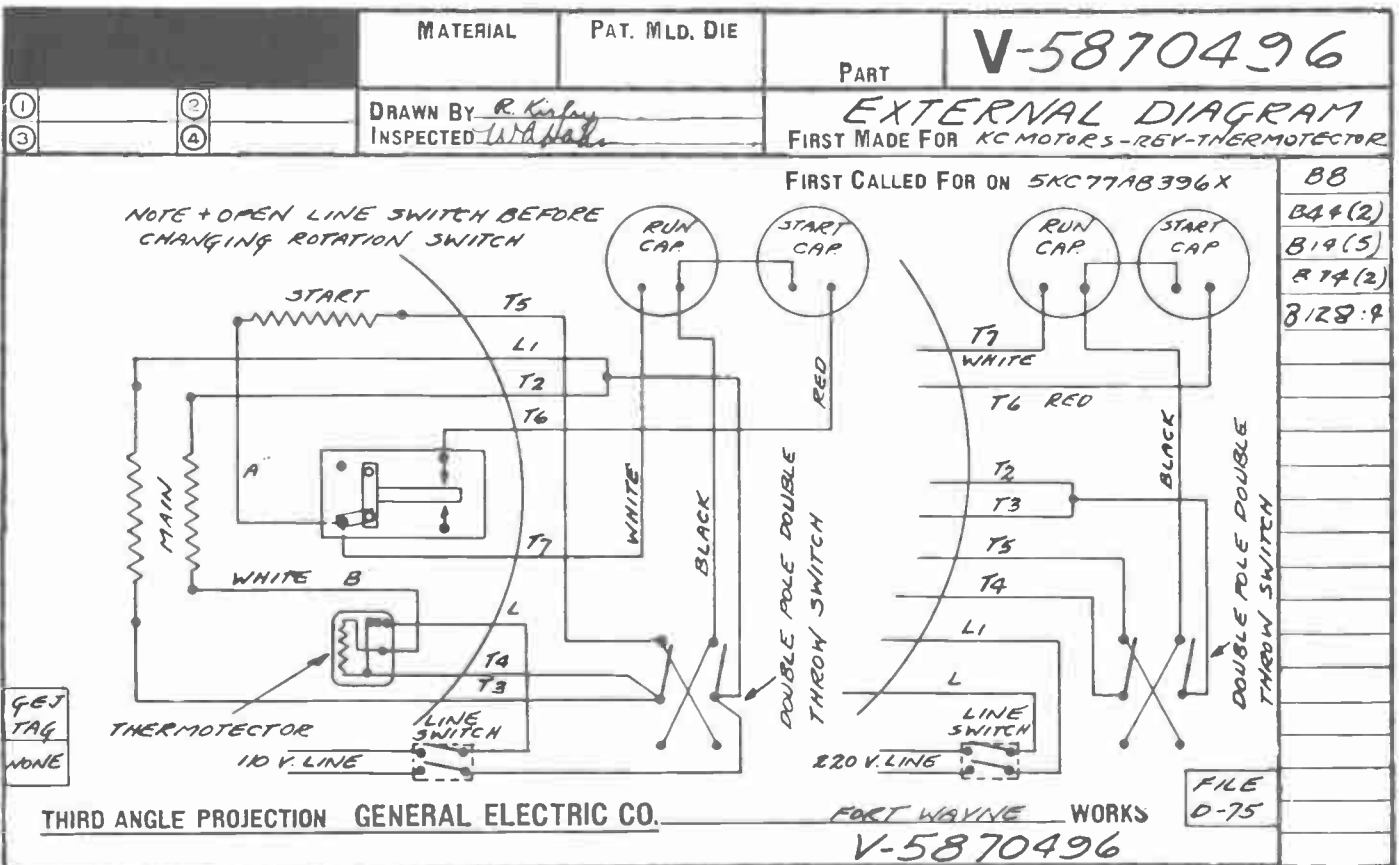 MATERIAL
PAT. MLD. DIE
PART
V-5870496
①
②
③
④
DRAWN BY R. Kirby
INSPECTED
EXTERNAL DIAGRAM
FIRST MADE FOR KC MOTORS-REV-THERMOTECTOR
FIRST CALLED FOR ON 5KC77AB396X
B8
B44(2)
B14(5)
B74(2)
B128:4
NOTE + OPEN LINE SWITCH BEFORE
CHANGING ROTATION SWITCH
RUN
CAP.
START
CAP.
START
T5
L1
T2
T6
A
MAIN
T7
WHITE B
L
T4
T3
WHITE
BLACK
RED
DOUBLE POLE DOUBLE
THROW SWITCH
THERMOTECTOR
LINE
SWITCH
110 V. LINE
RUN
CAP.
START
CAP
T7
WHITE
T6 RED
BLACK
T2
T3
T5
T4
L1
L
LINE
SWITCH
220 V. LINE
DOUBLE POLE DOUBLE
THROW SWITCH
GEJ
TAG
NONE
FILE
D-75
THIRD ANGLE PROJECTION GENERAL ELECTRIC CO. FORT WAYNE WORKS
V-5870496